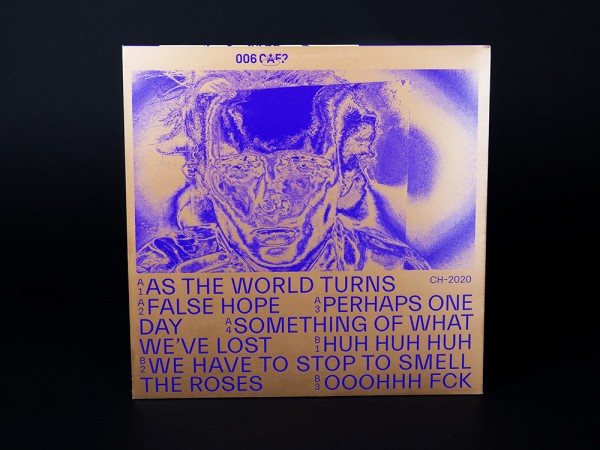 006 CAF?
CH-2020
A1 AS THE WORLD TURNS
A2 FALSE HOPE A3 PERHAPS ONE
DAY A4 SOMETHING OF WHAT
WE'VE LOST B1 HUH HUH HUH
B2 WE HAVE TO STOP TO SMELL
THE ROSES B3 OOOHHH FCK